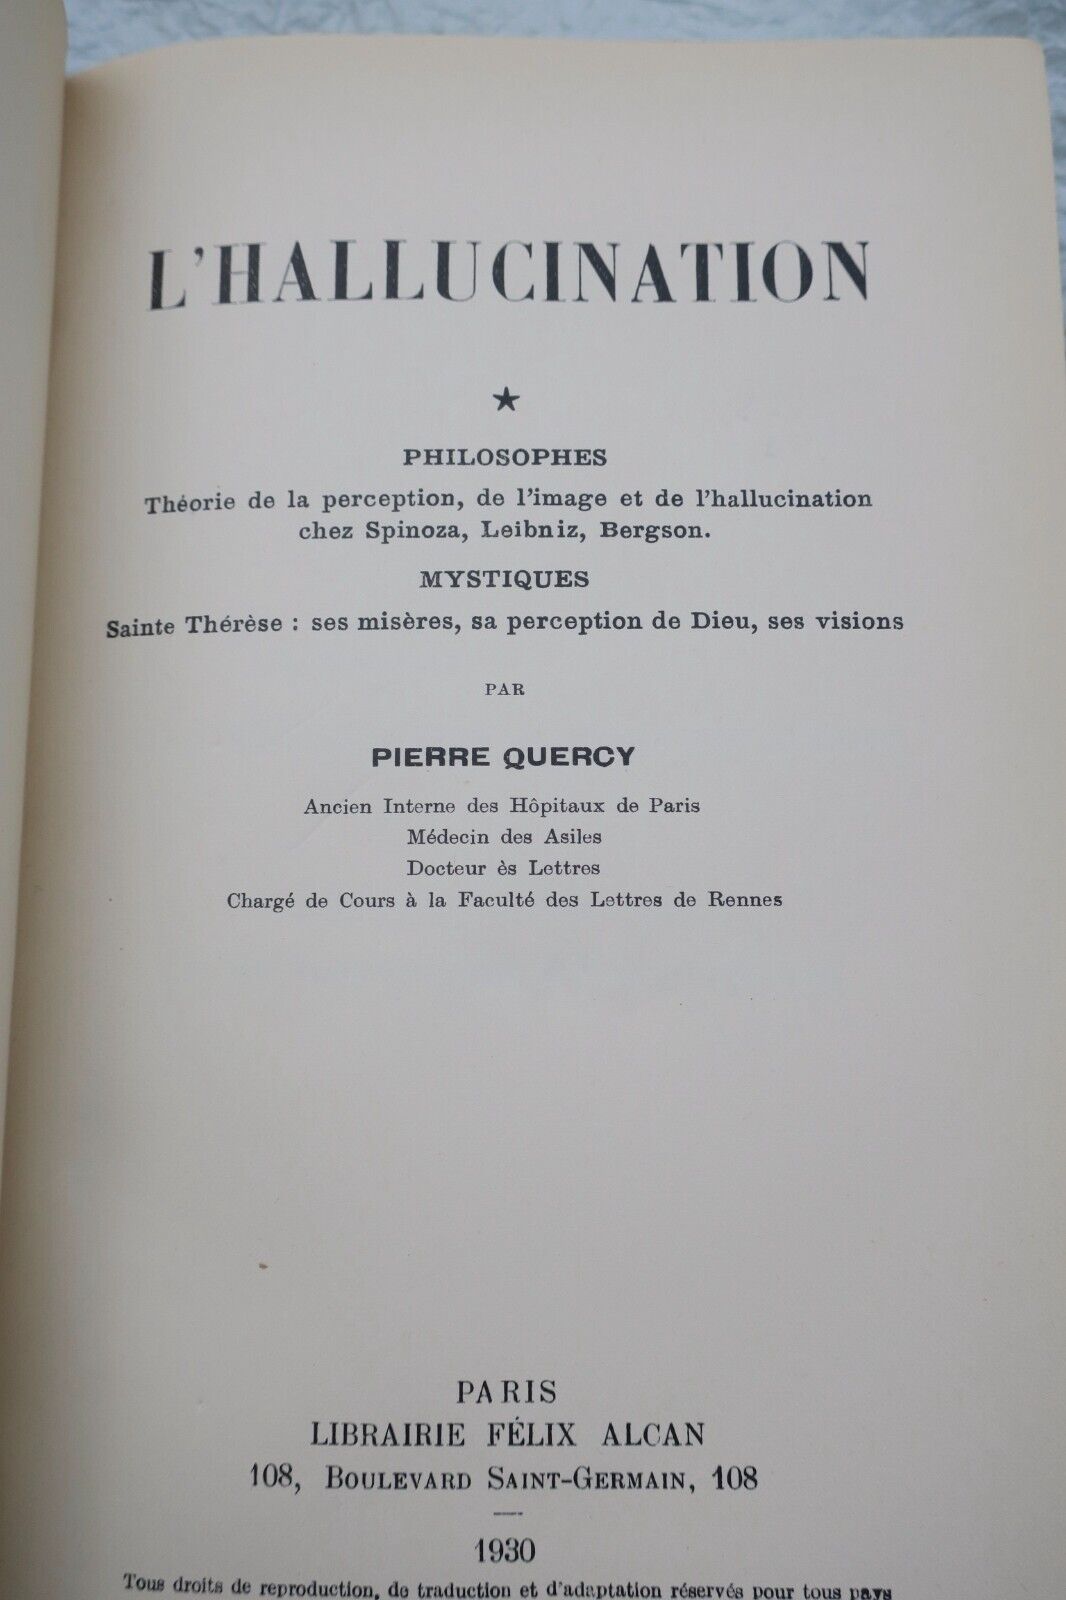 L'HALLUCINATION
★
PHILOSOPHES
Théorie de la perception, de l'image et de l'hallucination
chez Spinoza, Leibniz, Bergson.
MYSTIQUES
Sainte Thérèse : ses misères, sa perception de Dieu, ses visions
PAR
PIERRE QUERCY
Ancien Interne des Hôpitaux de Paris
Médecin des Asiles
Docteur ès Lettres
Chargé de Cours à la Faculté des Lettres de Rennes
PARIS
LIBRAIRIE FÉLIX ALCAN
108, BOULEVARD SAINT-GERMAIN, 108
1930
Tous droits de reproduction, de traduction et d'adaptation réservés pour tous pays